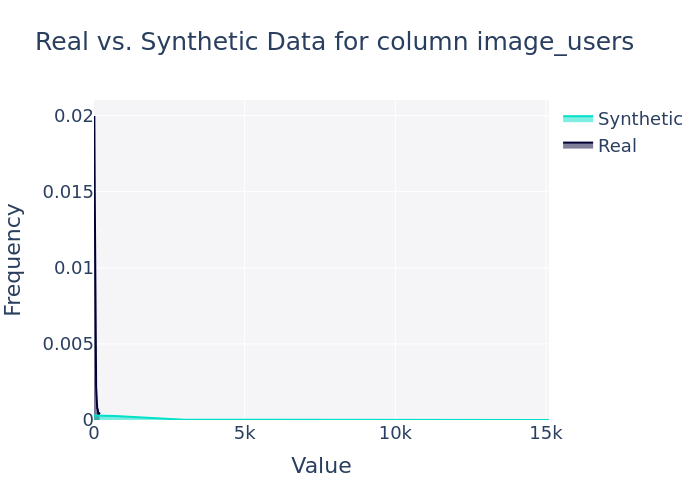 Real vs. Synthetic Data for column image_users
Synthetic
Real
Frequency
0.02
0.015
0.01
0.005
0
0 5k 10k 15k
Value